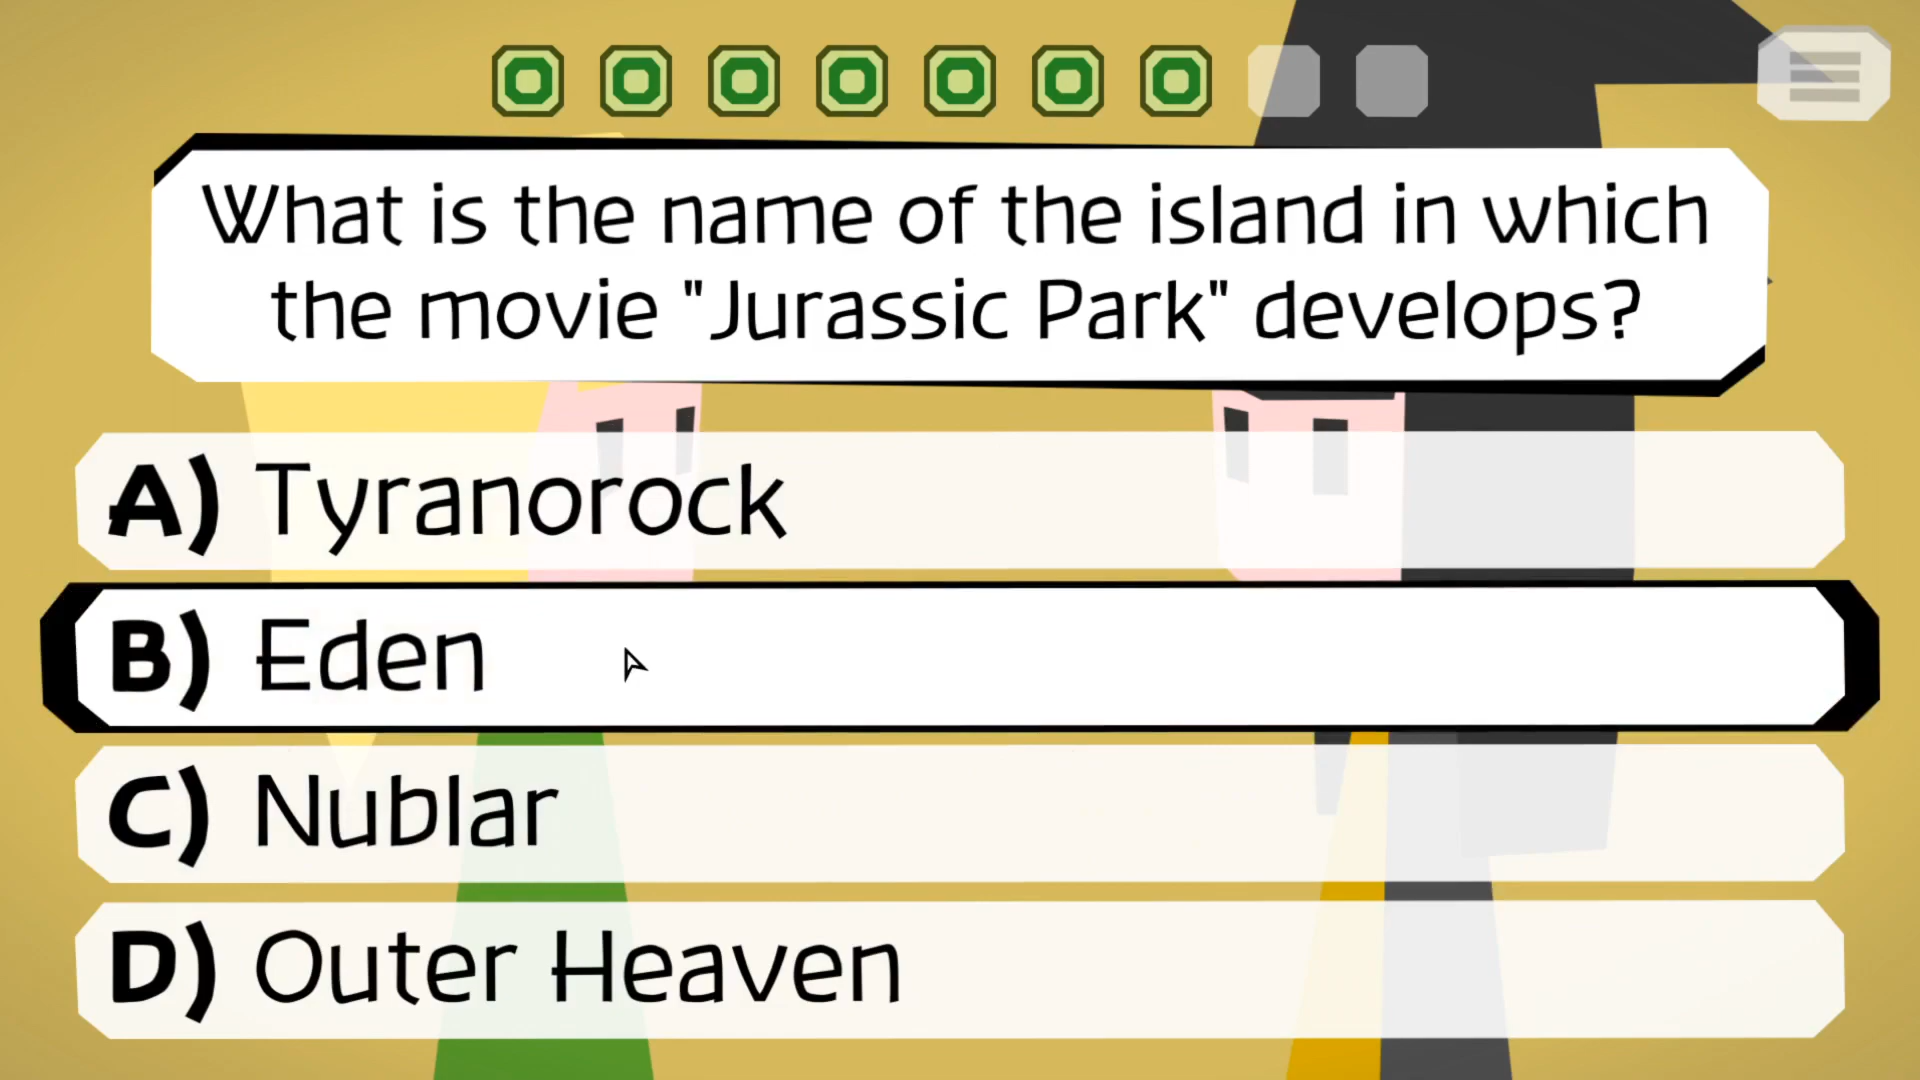 What is the name of the island in which
the movie "Jurassic Park" develops?
A) Tyranorock
B) Eden
C) Nublar
D) Outer Heaven